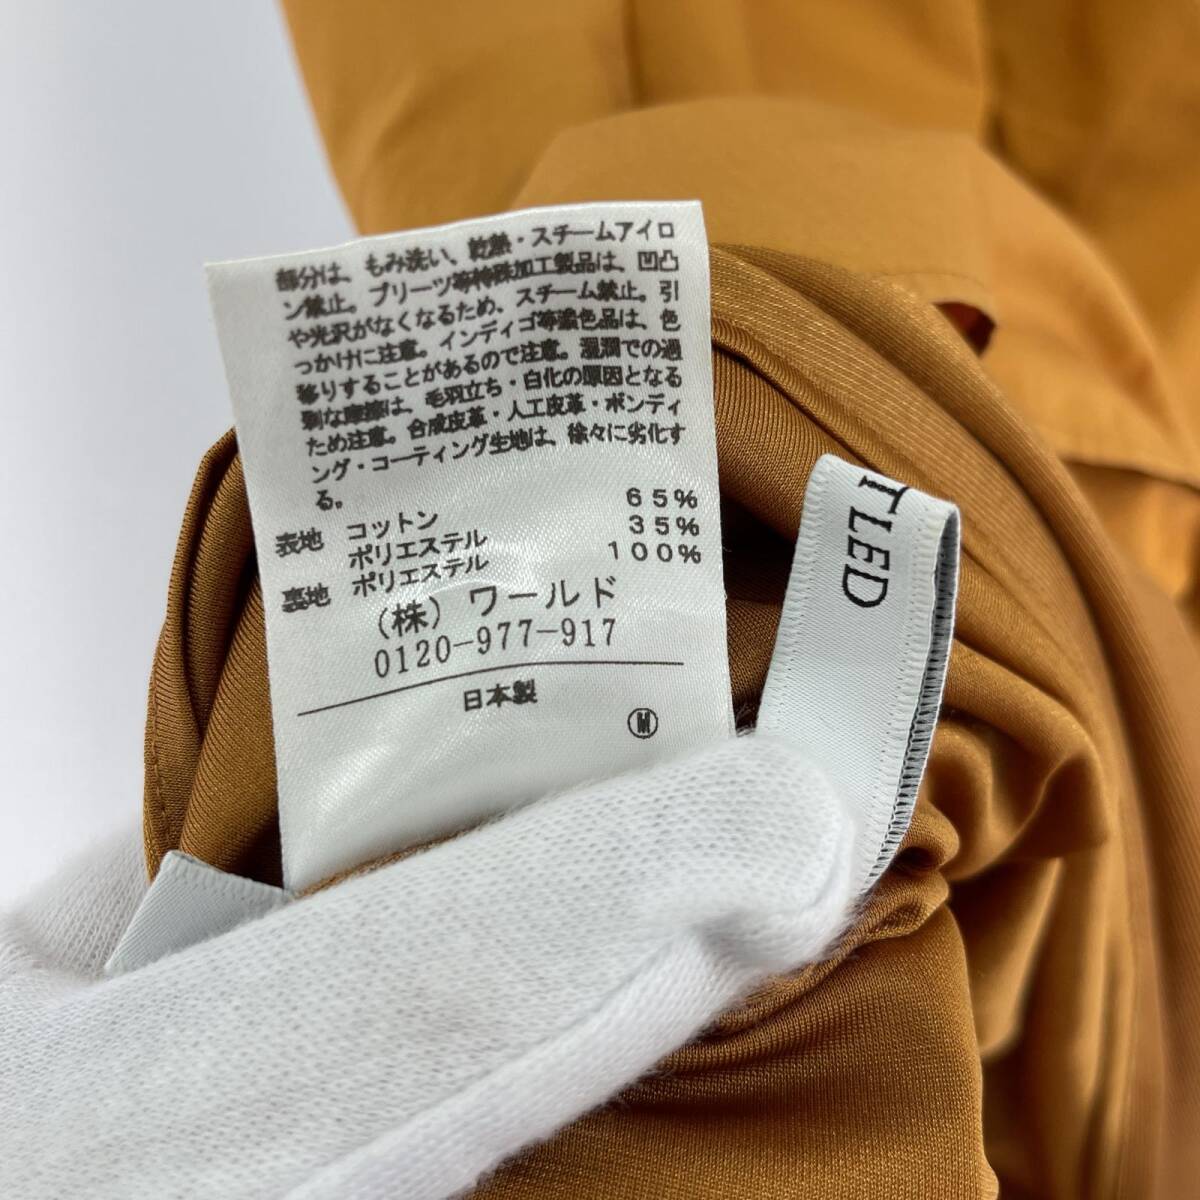 部分は、もみ洗い、乾熱・スチームアイロ
ン禁止。プリーツ等特殊加工製品は、凹凸
や光沢がなくなるため、スチーム禁止。引
っかけに注意。インディゴ等濃色品は、色
移りすることがあるので注意。湿潤での過
剰な摩擦は、毛羽立ち・白化の原因となる
ため注意。合成皮革・人工皮革・ボンディ
ング・コーティング生地は、徐々に劣化す
る。
表地 コットン 65%
ポリエステル 35%
裏地 ポリエステル 100%
(株) ワールド
0120-977-917
日本製
M
TLED